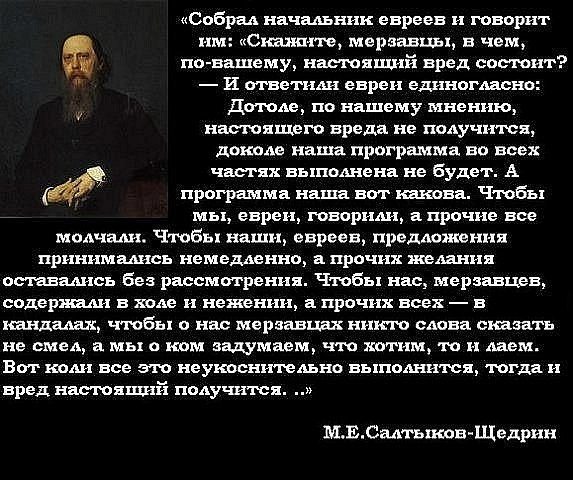 «Собрал начальник евреев и говорит
им: «Скажите, мерзавцы, в чем,
по-вашему, настоящий вред состоит?
— И ответили евреи единогласно:
Дотоле, по нашему мнению,
настоящего вреда не получится,
доколе наша программа во всех
частях выполнена не будет. А
программа наша вот какова. Чтобы
мы, евреи, говорили, а прочие все
молчали. Чтобы наши, евреев, предложения
принимались немедленно, а прочих желания
оставались без рассмотрения. Чтобы нас, мерзавцев,
содержали в холе и нежении, а прочих всех — в
кандалах, чтобы о нас мерзавцах никто слова сказать
не смел, а мы о ком задумаем, что хотим, то и лаем.
Вот коли все это неукоснительно выполнится, тогда и
вред настоящий получится. ..»
М.Е.Салтыков-Щедрин